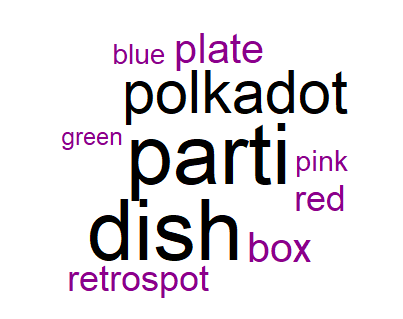 blue plate
polkadot
green parti pink
red
dish box
retrospot